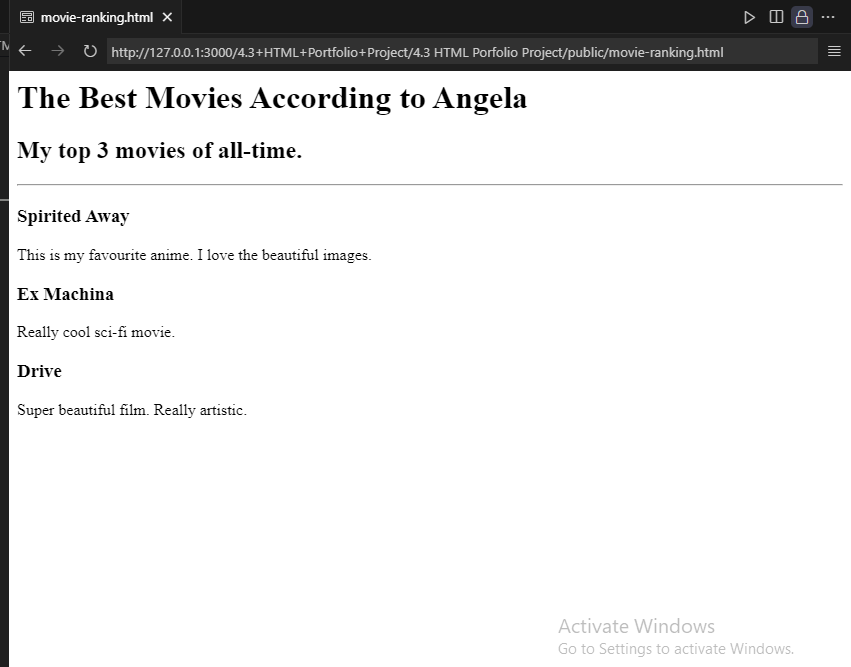 movie-ranking.html
http://127.0.0.1:3000/4.3+HTML+Portfolio+Project/4.3 HTML Porfolio Project/public/movie-ranking.html
The Best Movies According to Angela
My top 3 movies of all-time.
Spirited Away
This is my favourite anime. I love the beautiful images.
Ex Machina
Really cool sci-fi movie.
Drive
Super beautiful film. Really artistic.
Activate Windows
Go to Settings to activate Windows.